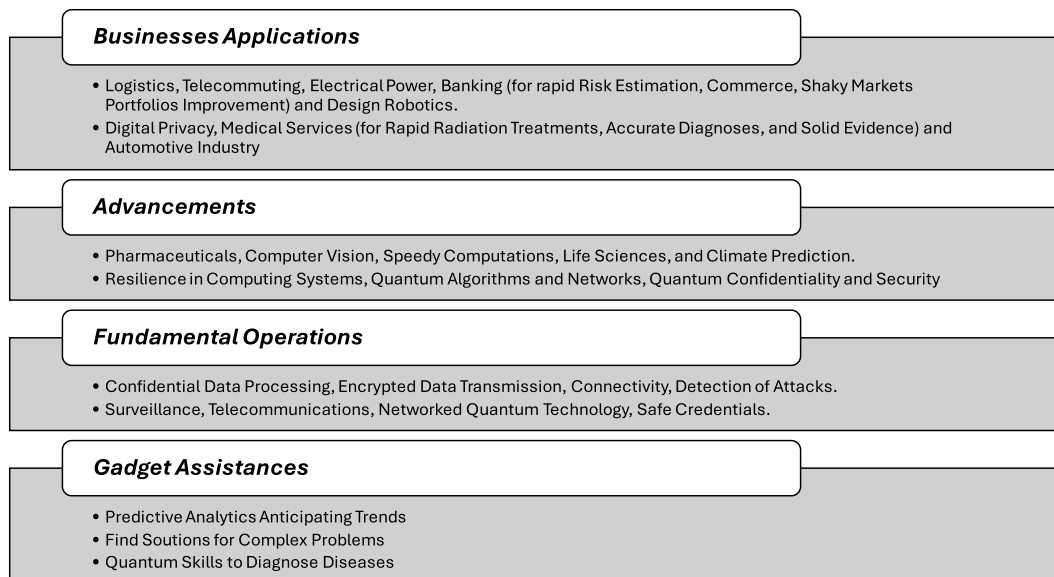 Businesses Applications
• Logistics, Telecommuting, Electrical Power, Banking (for rapid Risk Estimation, Commerce, Shaky Markets
Portfolios Improvement) and Design Robotics.
• Digital Privacy, Medical Services (for Rapid Radiation Treatments, Accurate Diagnoses, and Solid Evidence) and
Automotive Industry
Advancements
• Pharmaceuticals, Computer Vision, Speedy Computations, Life Sciences, and Climate Prediction.
• Resilience in Computing Systems, Quantum Algorithms and Networks, Quantum Confidentiality and Security
Fundamental Operations
• Confidential Data Processing, Encrypted Data Transmission, Connectivity, Detection of Attacks.
• Surveillance, Telecommunications, Networked Quantum Technology, Safe Credentials.
Gadget Assistances
• Predictive Analytics Anticipating Trends
• Find Soutions for Complex Problems
• Quantum Skills to Diagnose Diseases